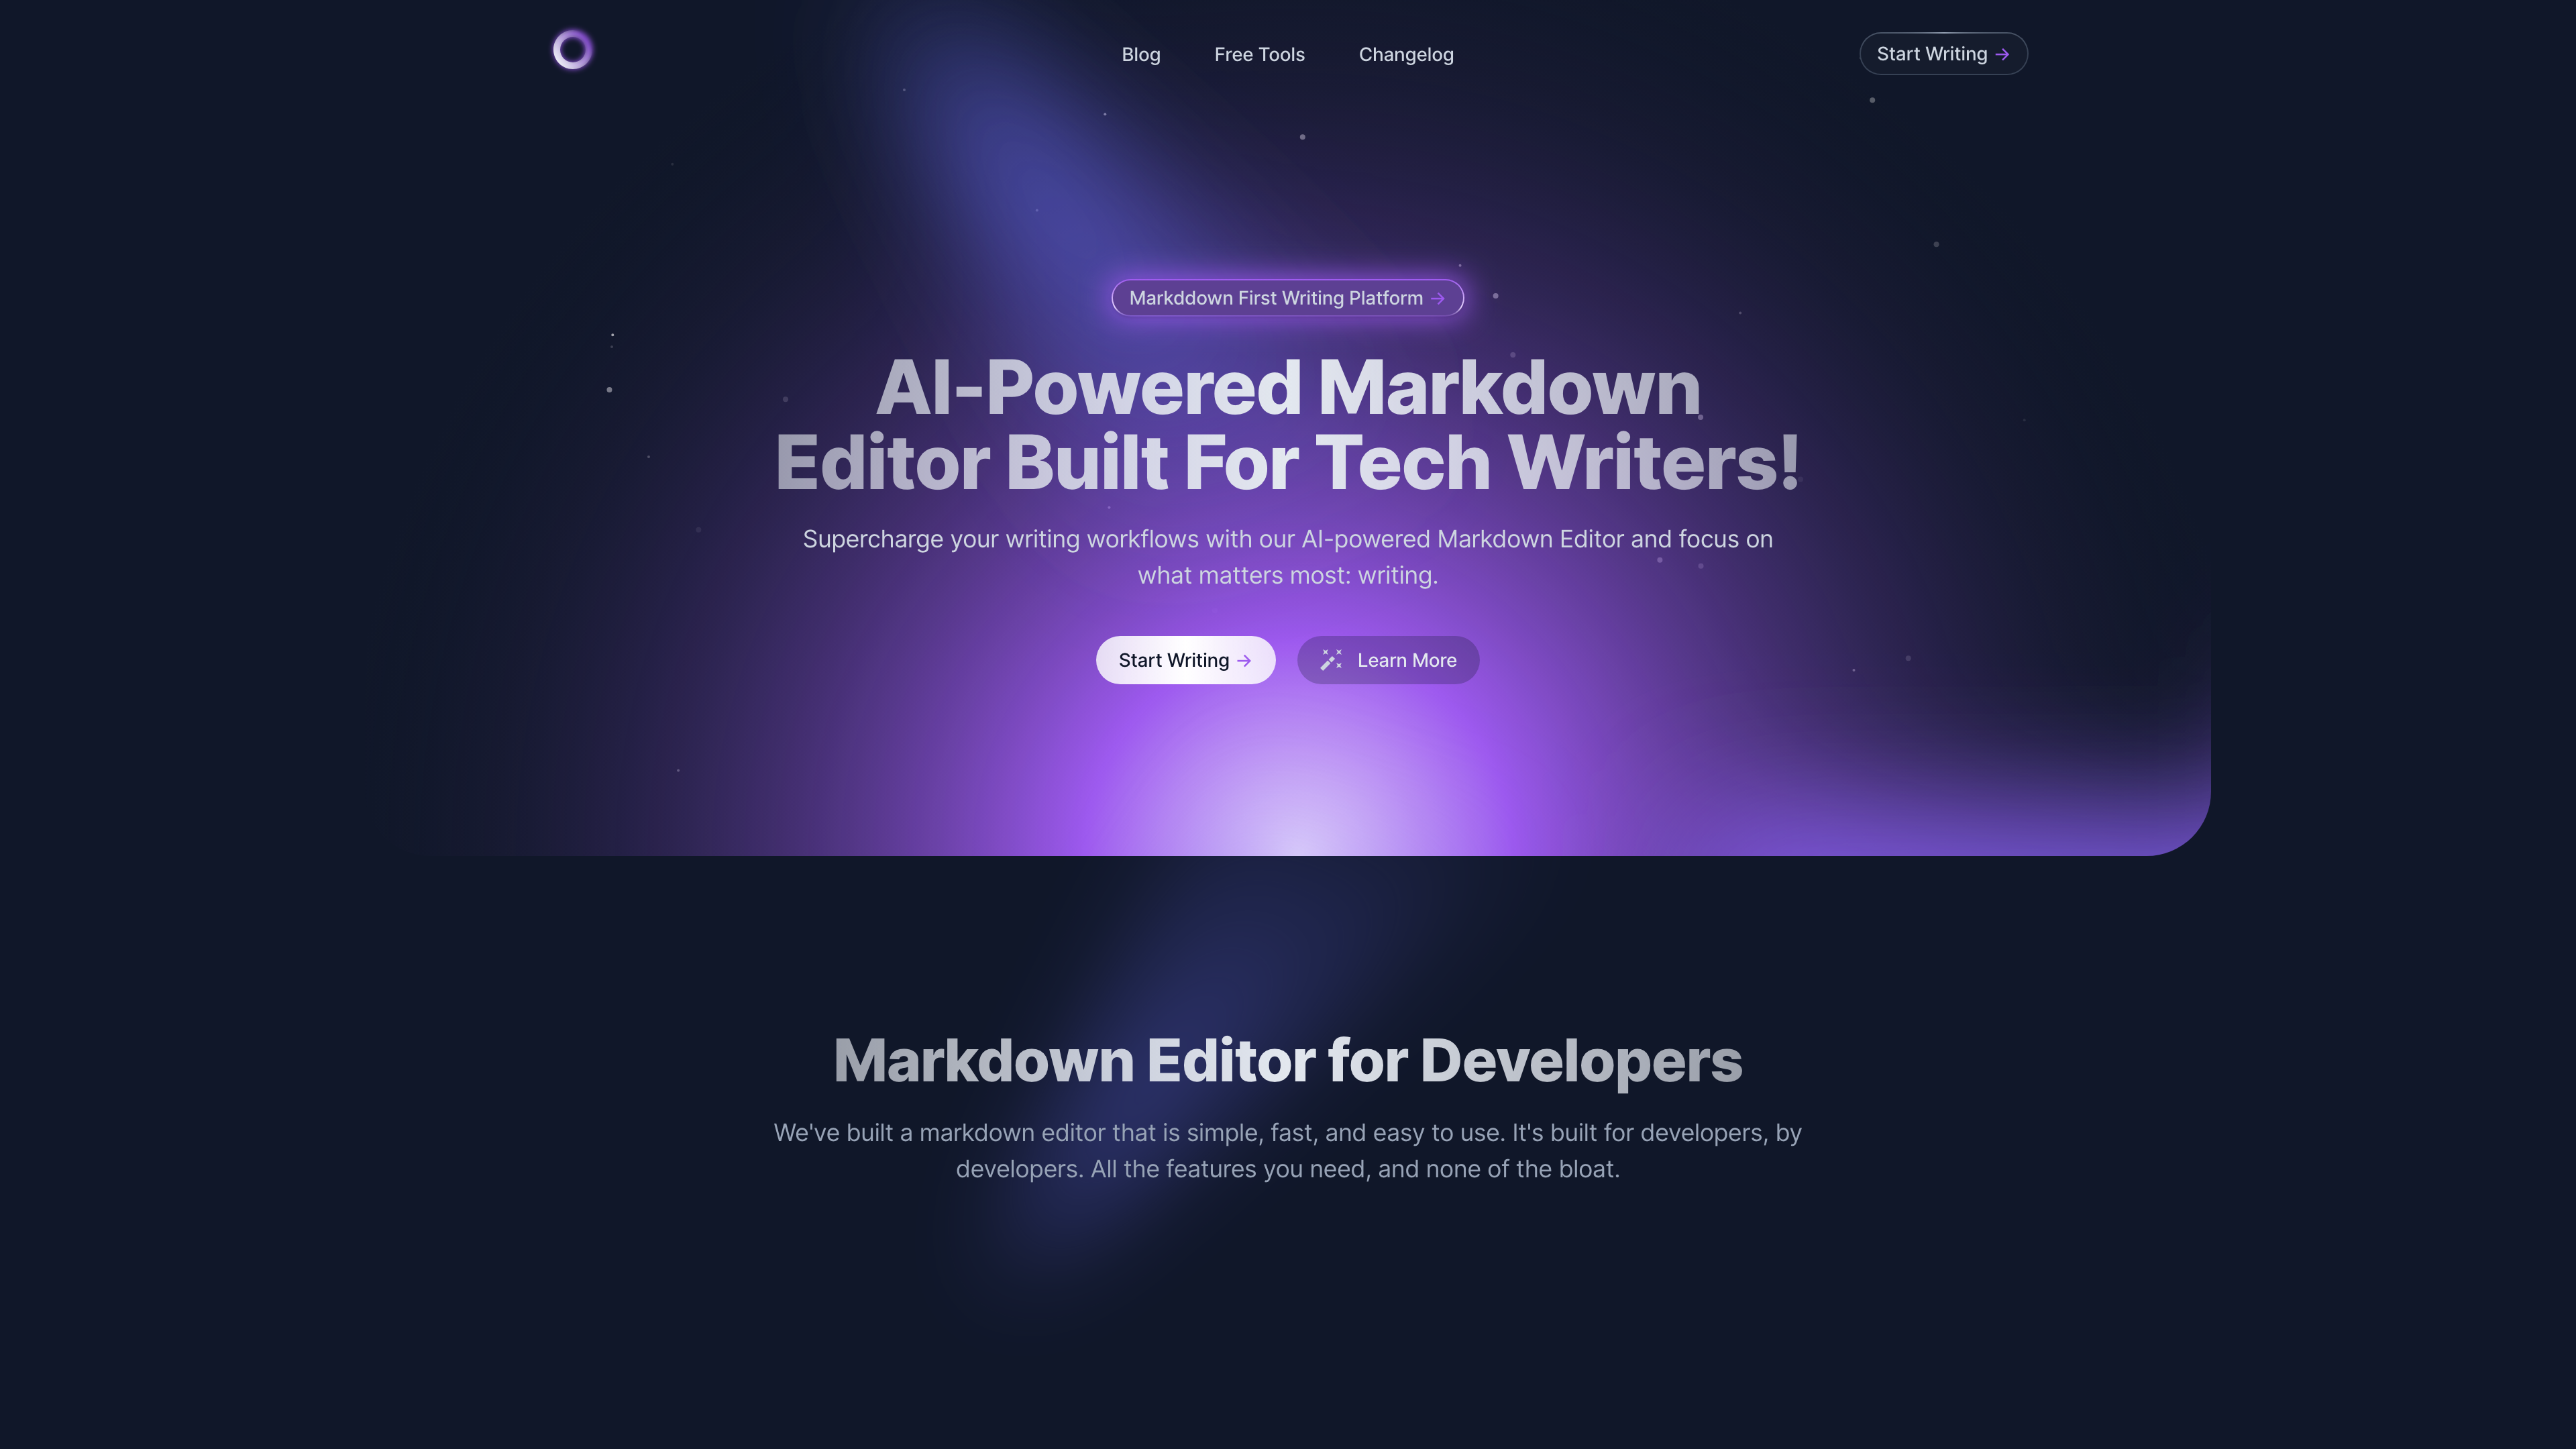 Blog Free Tools Changelog Start Writing →
Markddown First Writing Platform →
AI-Powered Markdown
Editor Built For Tech Writers!
Supercharge your writing workflows with our AI-powered Markdown Editor and focus on
what matters most: writing.
Start Writing → Learn More
Markdown Editor for Developers
We've built a markdown editor that is simple, fast, and easy to use. It's built for developers, by
developers. All the features you need, and none of the bloat.